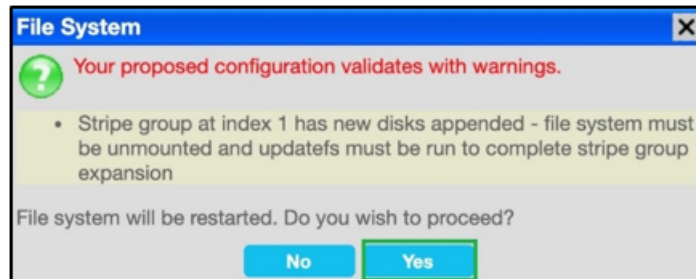 File System
Your proposed configuration validates with warnings.
• Stripe group at index 1 has new disks appended - file system must
be unmounted and updatefs must be run to complete stripe group
expansion
File system will be restarted. Do you wish to proceed?
No Yes